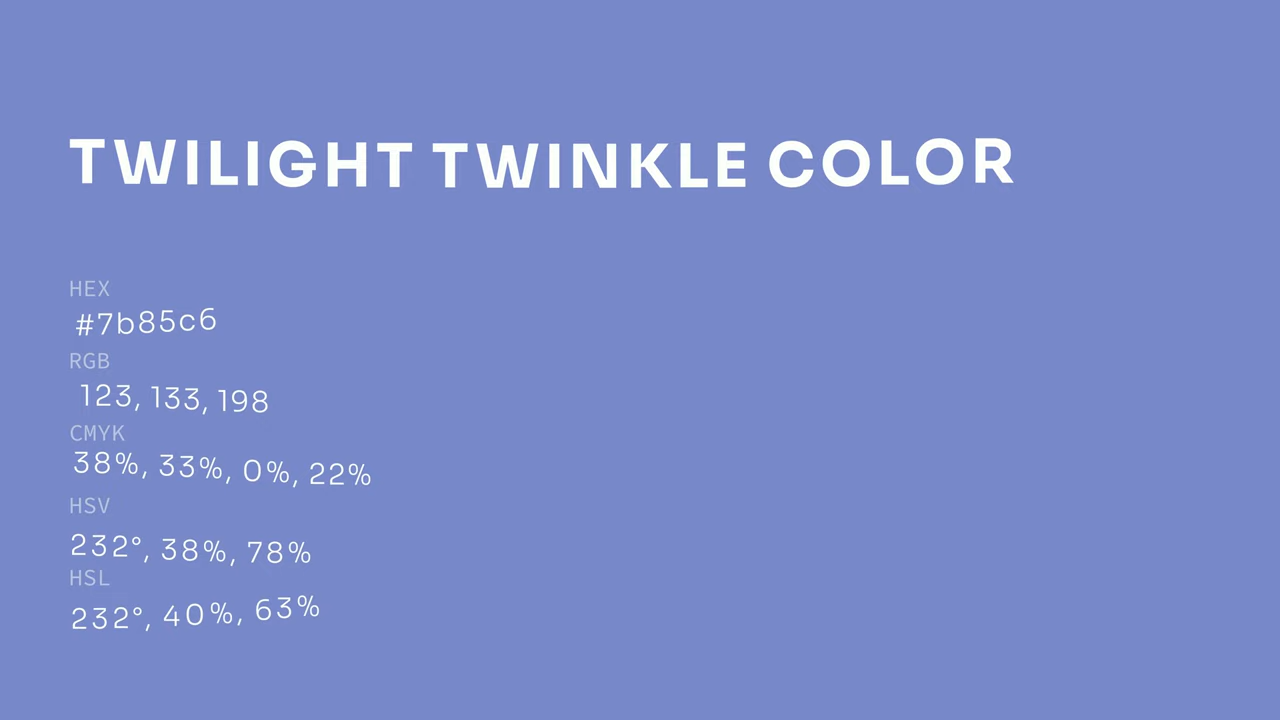 TWILIGHT TWINKLE COLOR
HEX
#7b85c6
RGB
123, 133, 198
CMYK
38%, 33%, 0%, 22%
HSV
232°, 38%, 78%
HSL
232°, 40%, 63%